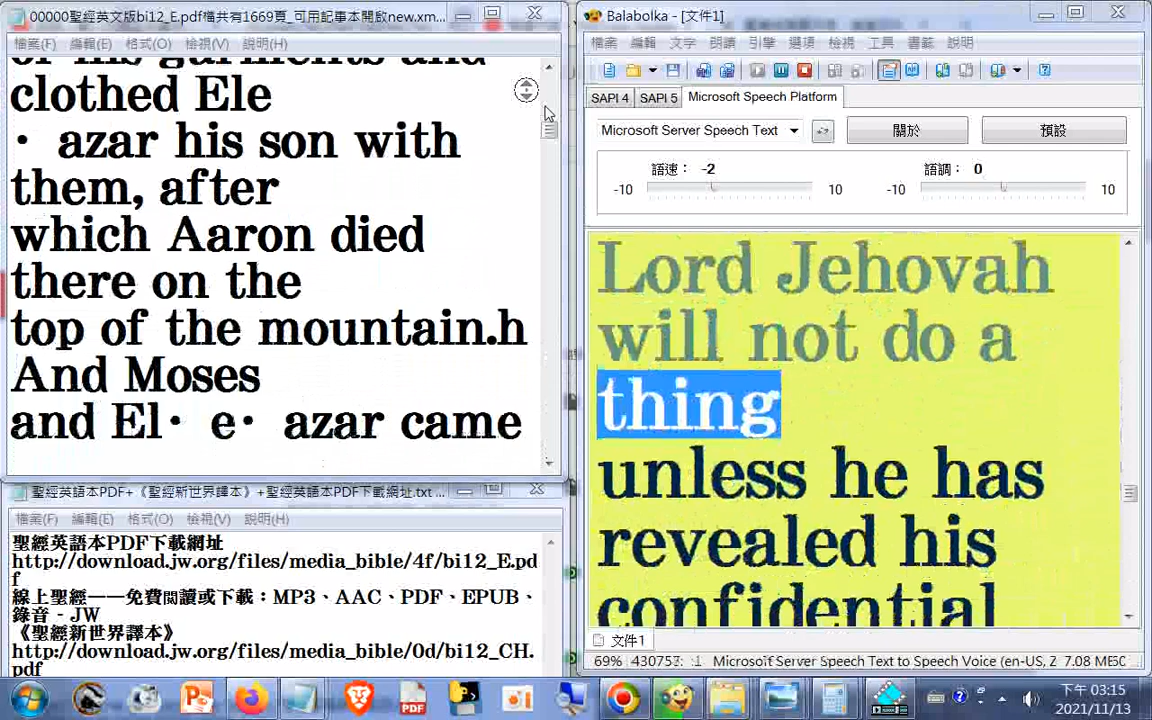 00000聖經英文版bi12_E.pdf檔共有1669頁_可用記事本開啟new.xm...
檔案(F) 編輯(E) 格式(O) 檢視(V) 說明(H)
of his garments and
clothed Ele
· azar his son with
them, after
which Aaron died
there on the
top of the mountain.h
And Moses
and El· e· azar came
聖經英語本PDF+《聖經新世界譯本》+聖經英語本PDF下載網址.txt ...
檔案(F) 編輯(E) 格式(O) 檢視(V) 說明(H)
聖經英語本PDF下載網址
http://download.jw.org/files/media_bible/4f/bi12_E.pd
f
線上聖經──免費閱讀或下載：MP3、AAC、PDF、EPUB、
錄音 - JW
《聖經新世界譯本》
http://download.jw.org/files/media_bible/0d/bi12_CH.
pdf
Balabolka - [文件1]
檔案 編輯 文字 朗讀 引擎 選項 檢視 工具 書籤 說明
SAPI 4 SAPI 5 Microsoft Speech Platform
Microsoft Server Speech Text 關於 預設
語速： -2 語調： 0
-10 10 -10 10
Lord Jehovah
will not do a
thing
unless he has
revealed his
confidential
文件1
69% 430757: 1 Microsoft Server Speech Text to Speech Voice (en-US, Z 7.08 ME
下午 03:15
2021/11/13